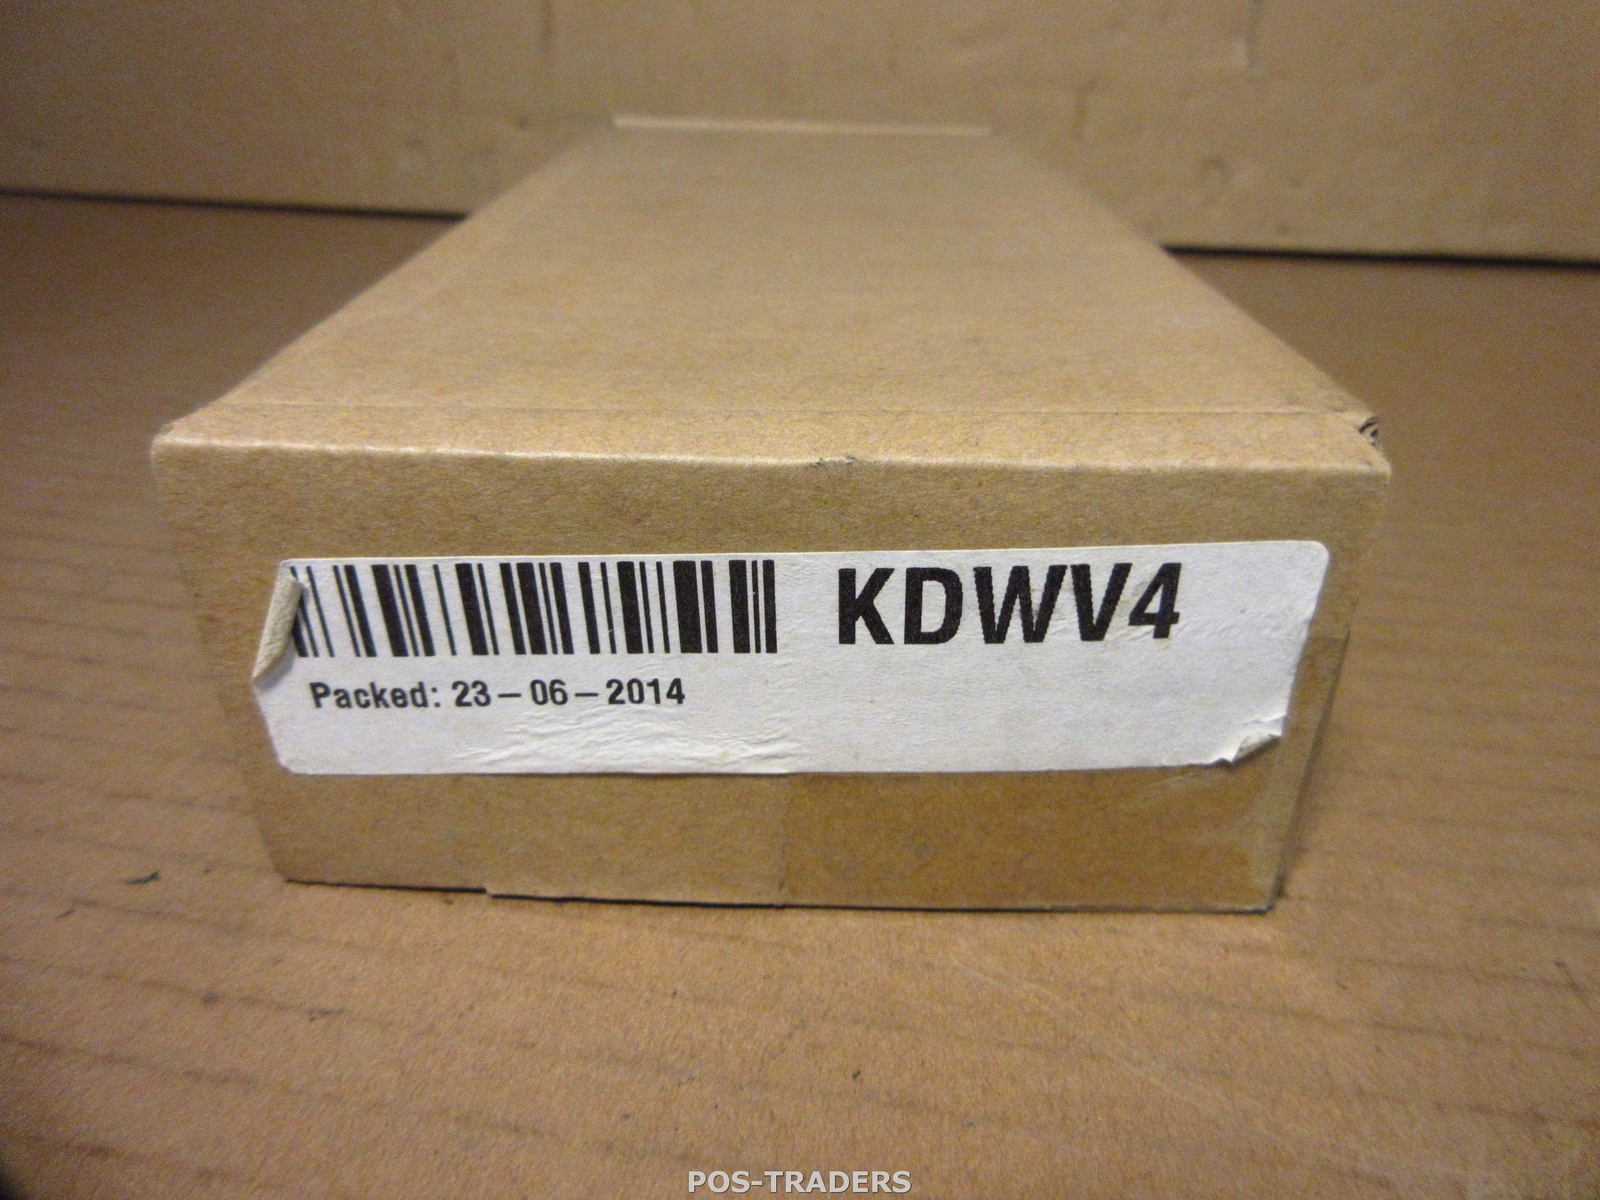 KDWV4
Packed: 23-06-2014
POS-TRADERS